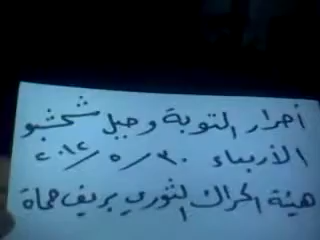 أحرار التوبة وجبل شحشبو
الأربعاء ٣٠/٥/٢٠١٢
هيئة الحراك الثوري بريف حماة